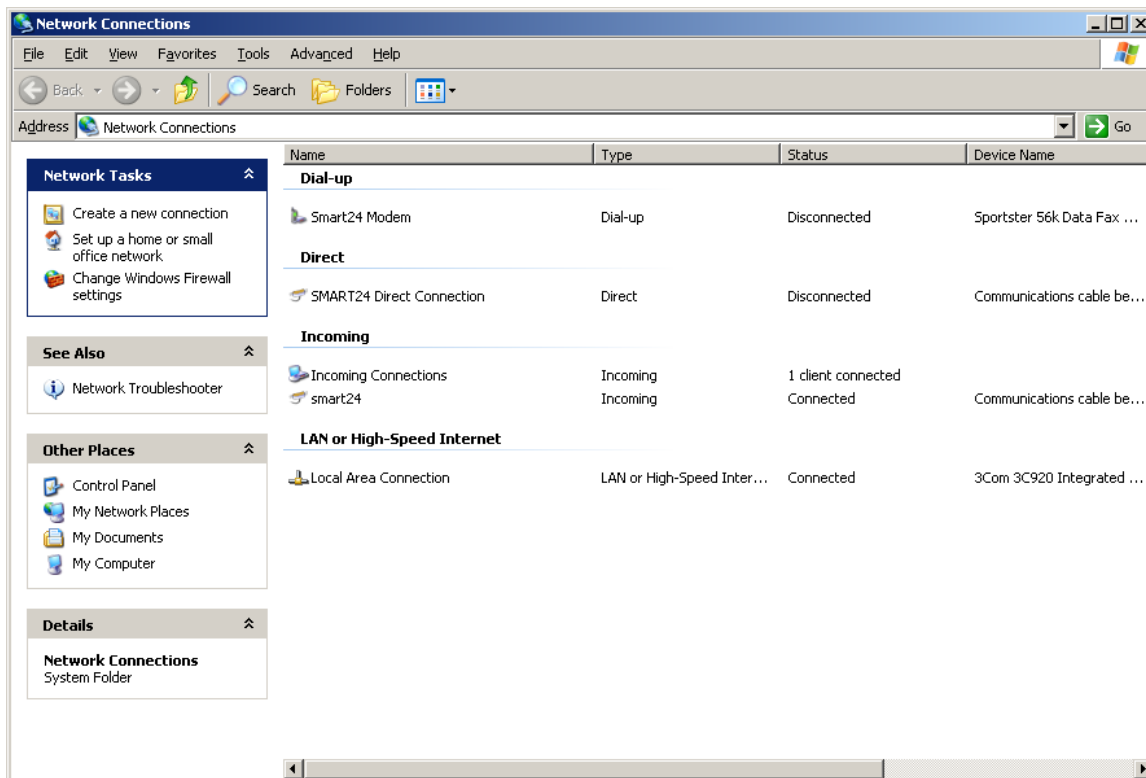 Network Connections
File Edit View Favorites Tools Advanced Help
Back Search Folders
Address Network Connections Go
Network Tasks
Create a new connection
Set up a home or small
office network
Change Windows Firewall
settings
See Also
Network Troubleshooter
Other Places
Control Panel
My Network Places
My Documents
My Computer
Details
Network Connections
System Folder
Name Type Status Device Name
Dial-up
Smart24 Modem Dial-up Disconnected Sportster 56k Data Fax ...
Direct
SMART24 Direct Connection Direct Disconnected Communications cable be...
Incoming
Incoming Connections Incoming 1 client connected
smart24 Incoming Connected Communications cable be...
LAN or High-Speed Internet
Local Area Connection LAN or High-Speed Inter... Connected 3Com 3C920 Integrated ...